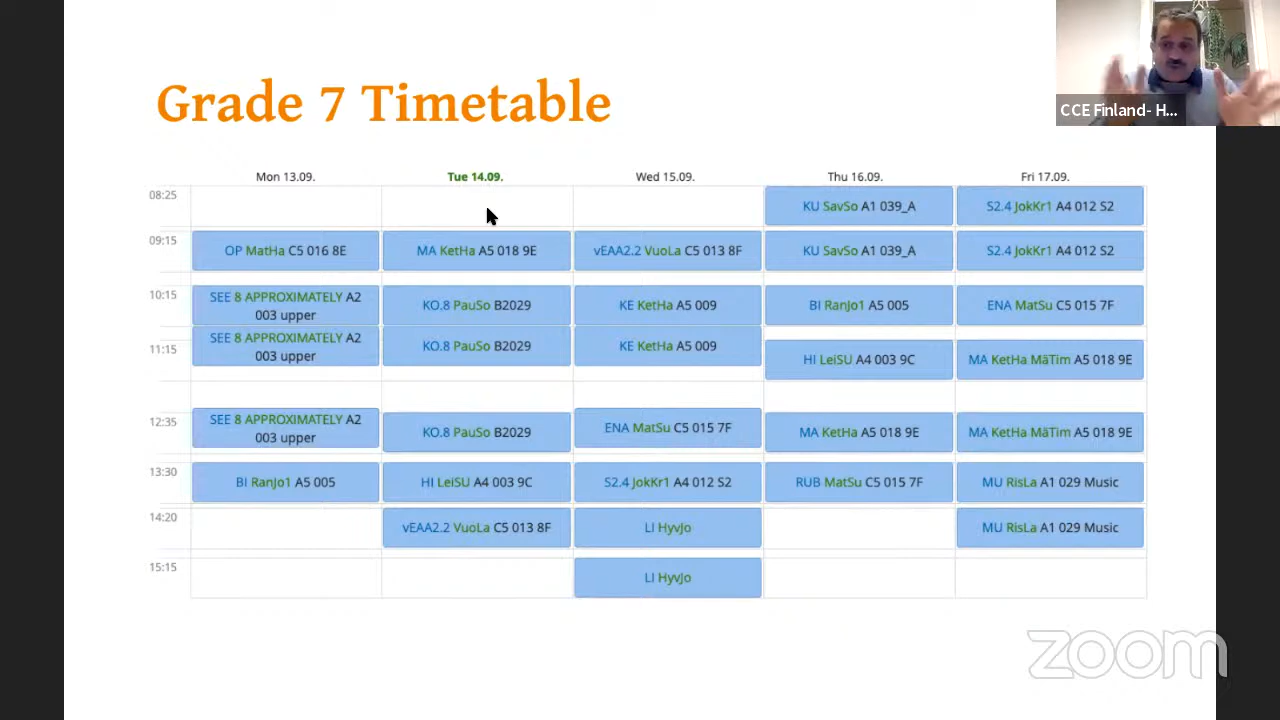 Grade 7 Timetable
CCE Finland- H...
Mon 13.09. Tue 14.09. Wed 15.09. Thu 16.09. Fri 17.09.
08:25 KU SavSo A1 039_A S2.4 JokKr1 A4 012 S2
09:15 OP MatHa C5 016 8E MA KetHa A5 018 9E vEAA2.2 VuoLa C5 013 8F KU SavSo A1 039_A S2.4 JokKr1 A4 012 S2
10:15 SEE 8 APPROXIMATELY A2 003 upper KO.8 PauSo B2029 KE KetHa A5 009 BI RanJo1 A5 005 ENA MatSu C5 015 7F
SEE 8 APPROXIMATELY A2 003 upper KO.8 PauSo B2029 KE KetHa A5 009
11:15 HI LeiSU A4 003 9C MA KetHa MäTim A5 018 9E
12:35 SEE 8 APPROXIMATELY A2 003 upper KO.8 PauSo B2029 ENA MatSu C5 015 7F MA KetHa A5 018 9E MA KetHa MäTim A5 018 9E
13:30 BI RanJo1 A5 005 HI LeiSU A4 003 9C S2.4 JokKr1 A4 012 S2 RUB MatSu C5 015 7F MU RisLa A1 029 Music
14:20 vEAA2.2 VuoLa C5 013 8F LI HyvJo MU RisLa A1 029 Music
15:15 LI HyvJo
zoom